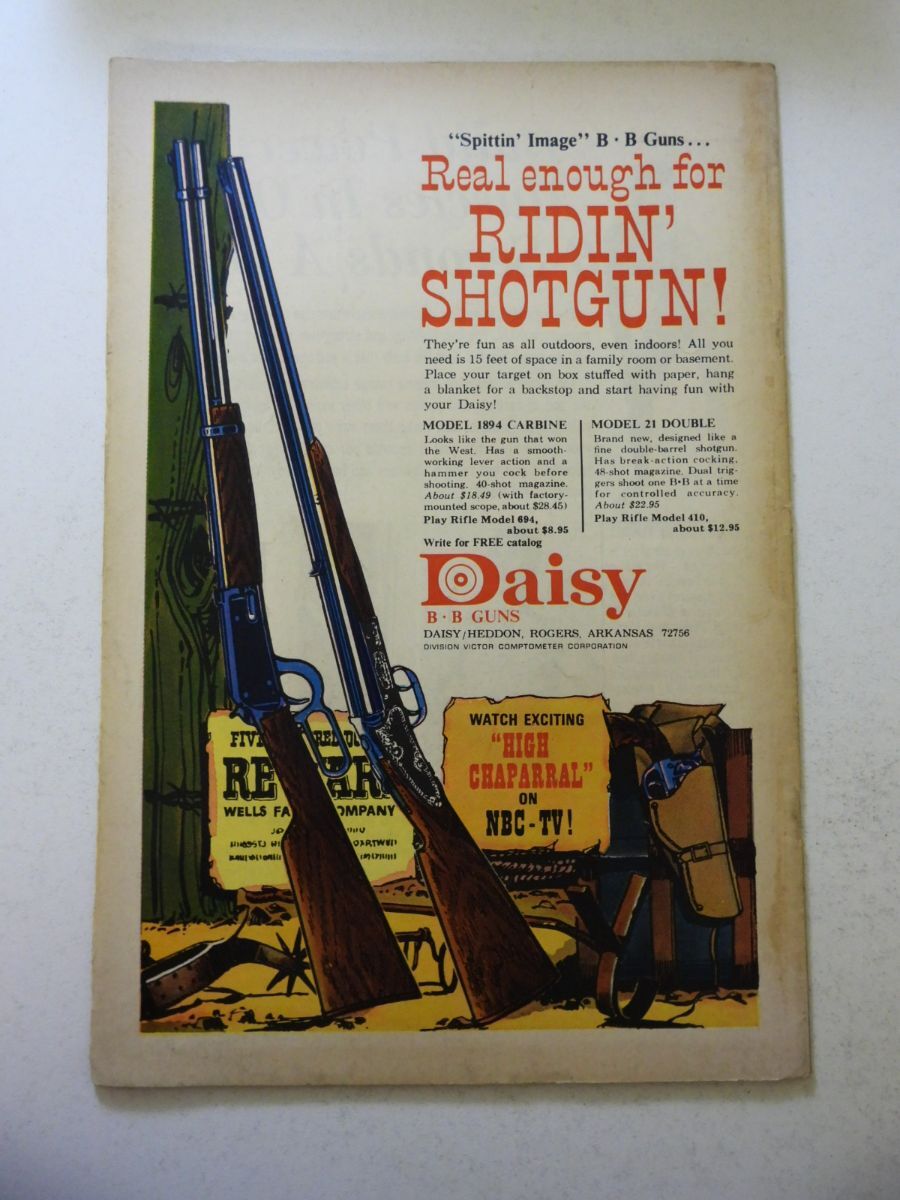 "Spittin' Image" B·B Guns...
Real enough for
RIDIN'
SHOTGUN!
They're fun as all outdoors, even indoors! All you
need is 15 feet of space in a family room or basement.
Place your target on box stuffed with paper, hang
a blanket for a backstop and start having fun with
your Daisy!
MODEL 1894 CARBINE
Looks like the gun that won
the West. Has a smooth-
working lever action and a
hammer you cock before
shooting. 40-shot magazine.
About $18.49 (with factory-
mounted scope, about $28.45)
Play Rifle Model 694,
about $8.95
Write for FREE catalog
MODEL 21 DOUBLE
Brand new, designed like a
fine double-barrel shotgun.
Has break-action cocking,
48-shot magazine. Dual trig-
gers shoot one B·B at a time
for controlled accuracy.
About $22.95
Play Rifle Model 410,
about $12.95
Daisy
B·B GUNS
DAISY/HEDDON, ROGERS, ARKANSAS 72756
DIVISION VICTOR COMPTOMETER CORPORATION
WATCH EXCITING
"HIGH
CHAPARRAL"
ON
NBC-TV!
WELLS